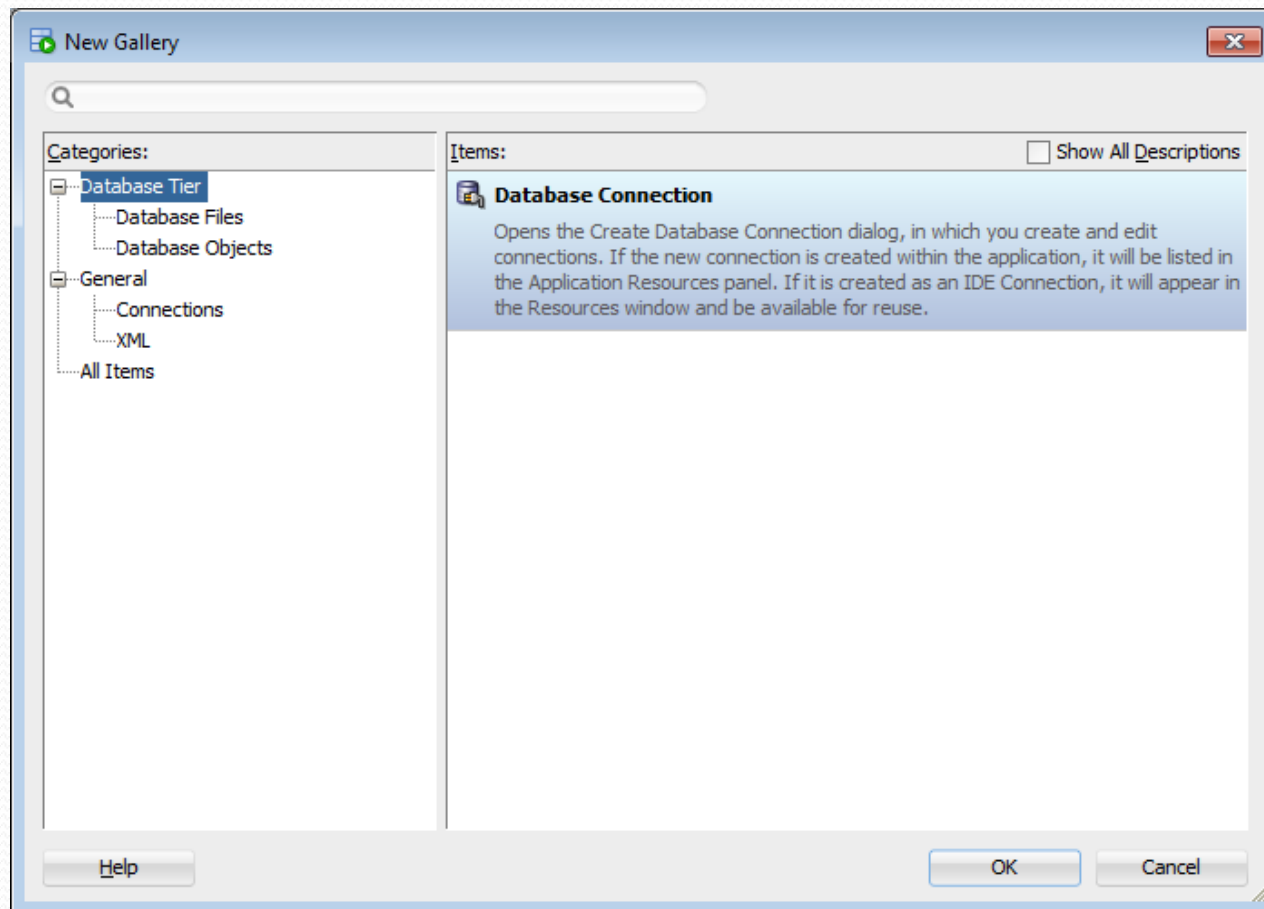 New Gallery
Categories:
Database Tier
Database Files
Database Objects
General
Connections
XML
All Items
Items:
Show All Descriptions
Database Connection
Opens the Create Database Connection dialog, in which you create and edit
connections. If the new connection is created within the application, it will be listed in
the Application Resources panel. If it is created as an IDE Connection, it will appear in
the Resources window and be available for reuse.
Help
OK
Cancel